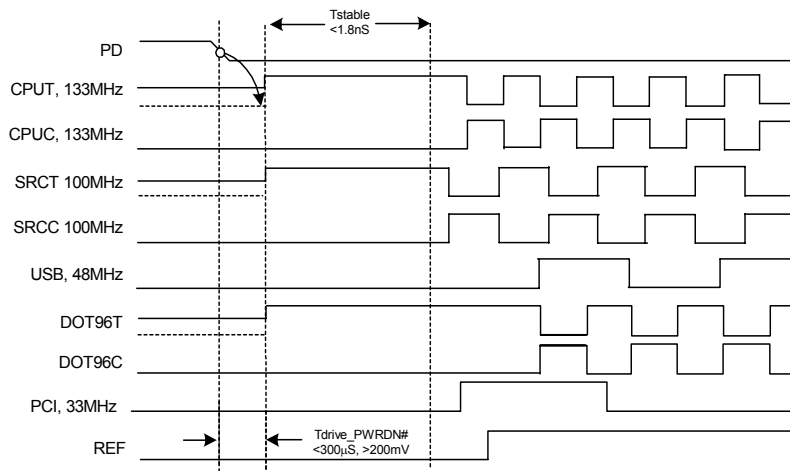 Tstable
<1.8nS
PD
CPUT, 133MHz
CPUC, 133MHz
SRCT 100MHz
SRCC 100MHz
USB, 48MHz
DOT96T
DOT96C
PCI, 33MHz
Tdrive_PWRDN#
<300μS, >200mV
REF